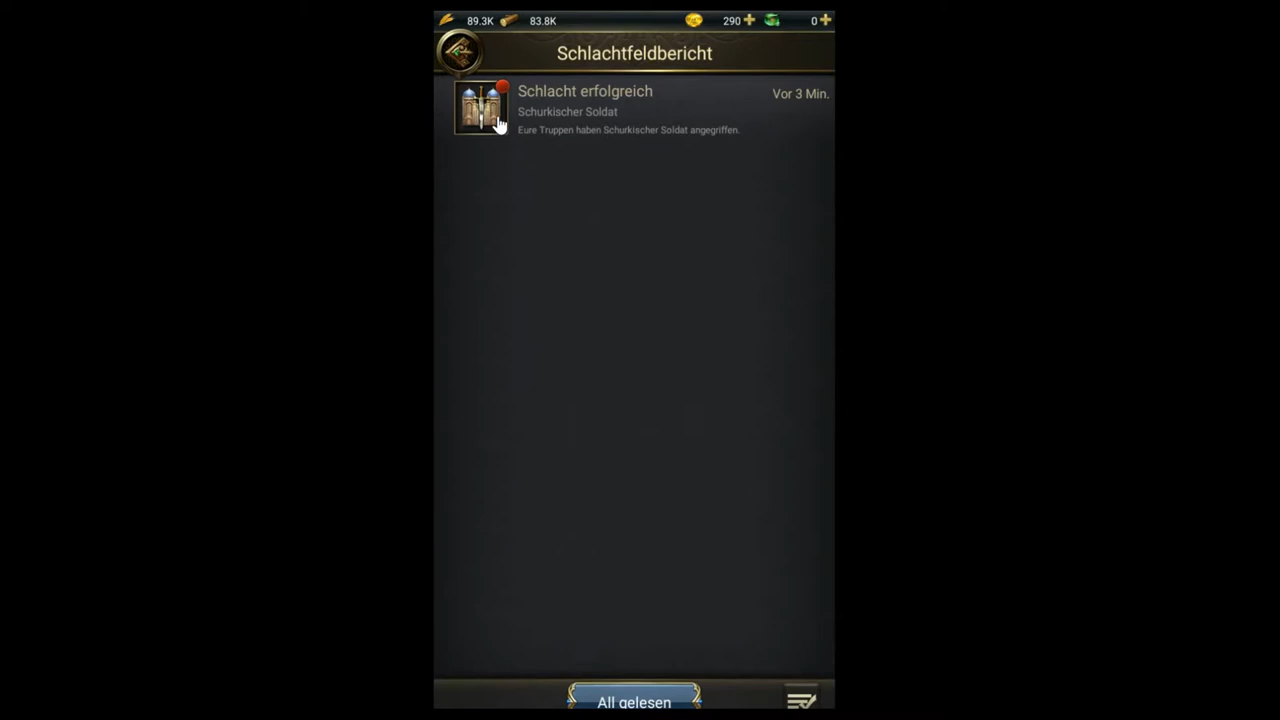 89.3K 83.8K 290 0
Schlachtfeldbericht
Schlacht erfolgreich Vor 3 Min.
Schurkischer Soldat
Eure Truppen haben Schurkischer Soldat angegriffen.
All gelesen